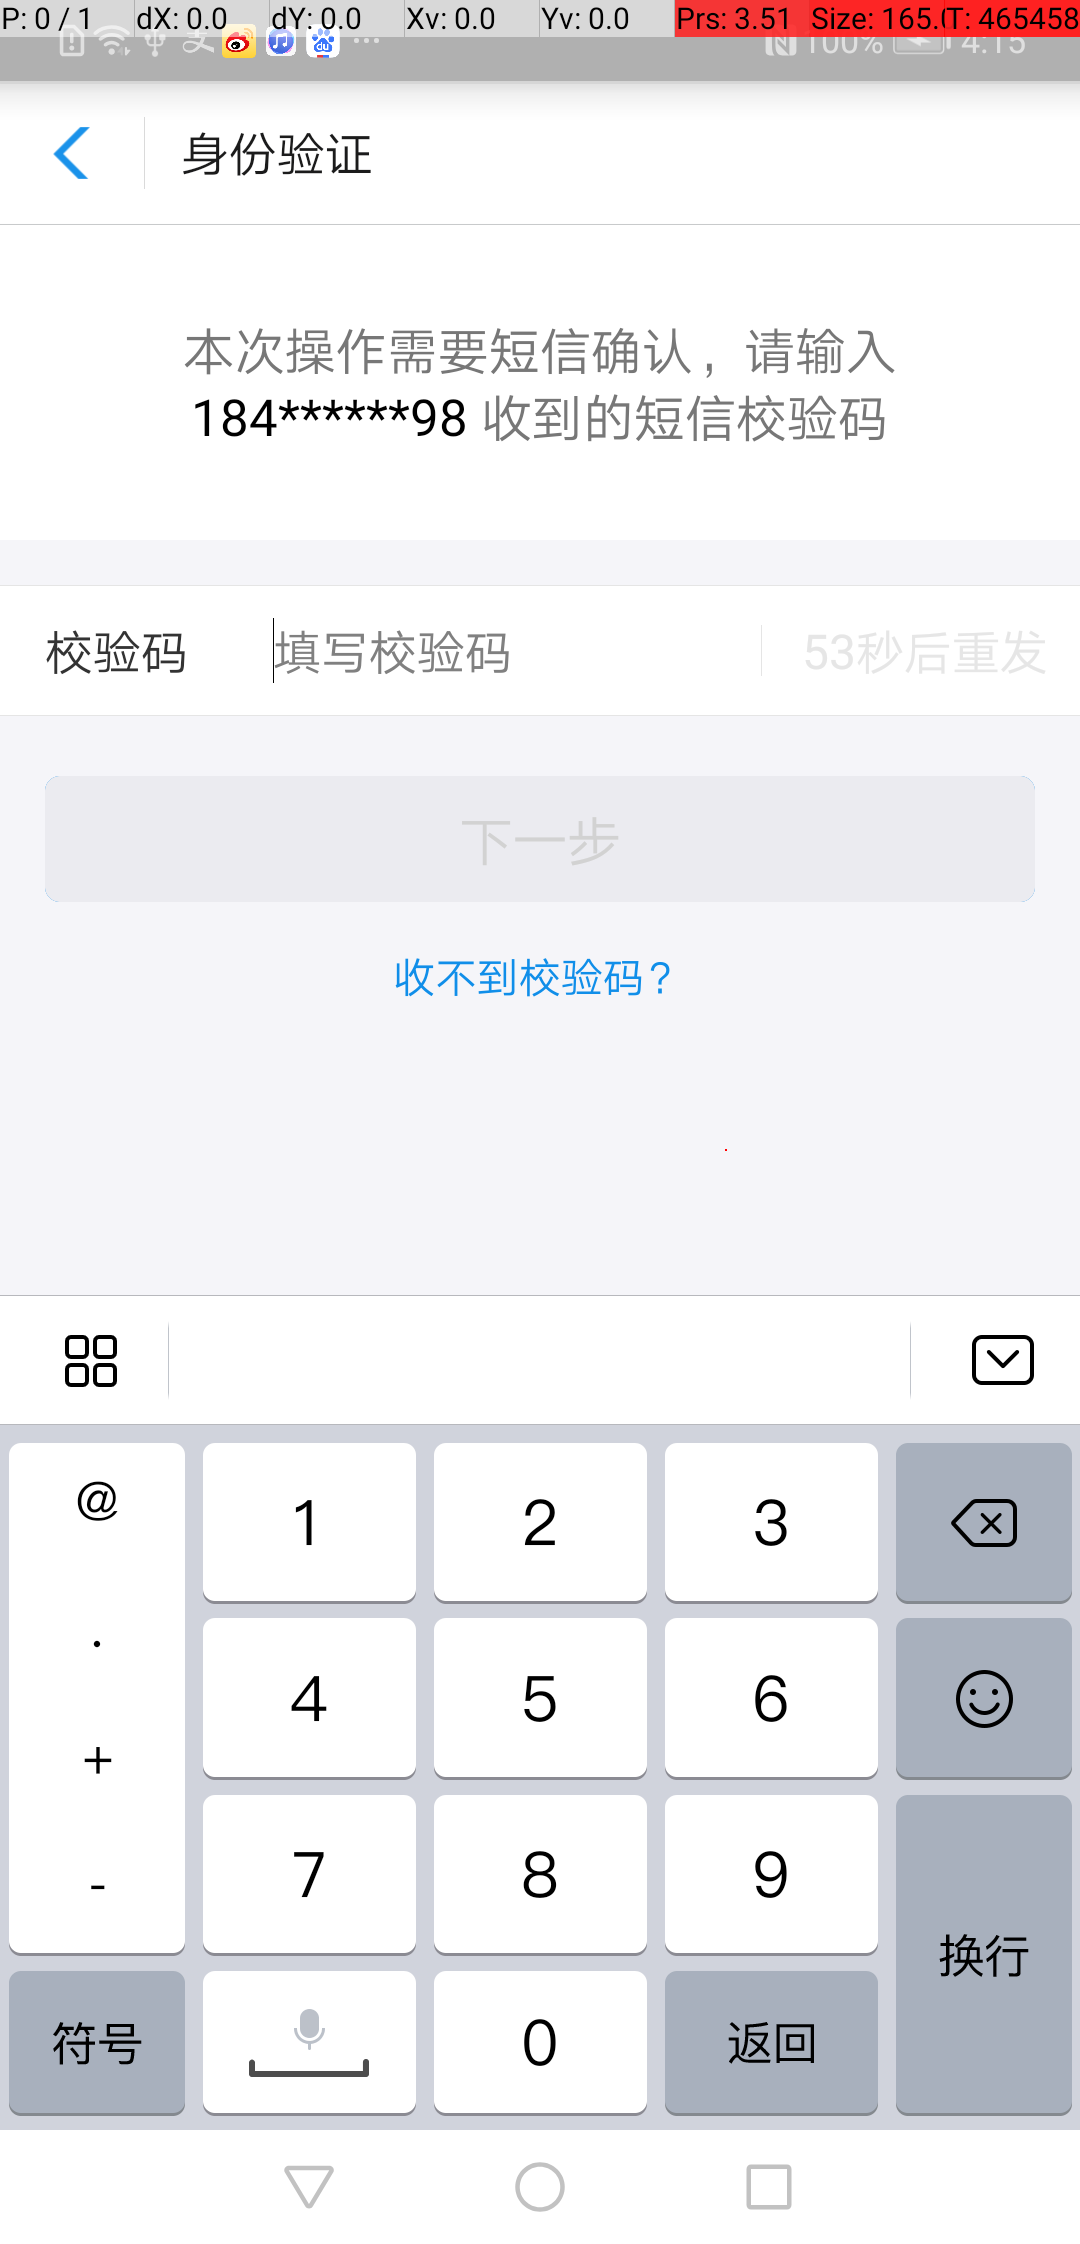 P: 0 / 1 dX: 0.0 dY: 0.0 Xv: 0.0 Yv: 0.0 Prs: 3.51 Size: 165.0 T: 465458
支 du ... 100% 4:15
身份验证
本次操作需要短信确认，请输入
184******98 收到的短信校验码
校验码 填写校验码 53秒后重发
下一步
收不到校验码？
@ 1 2 3
.
4 5 6
+
7 8 9
-
换行
符号 0 返回